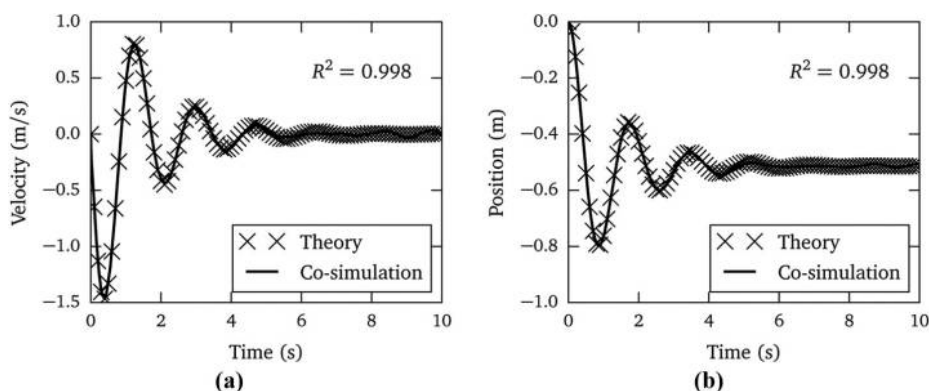 1.0
0.5
0.0
−0.5
−1.0
−1.5
Velocity (m/s)
R² = 0.998
Theory
Co-simulation
0 2 4 6 8 10
Time (s)
(a)
0.0
−0.2
−0.4
−0.6
−0.8
−1.0
Position (m)
R² = 0.998
Theory
Co-simulation
0 2 4 6 8 10
Time (s)
(b)